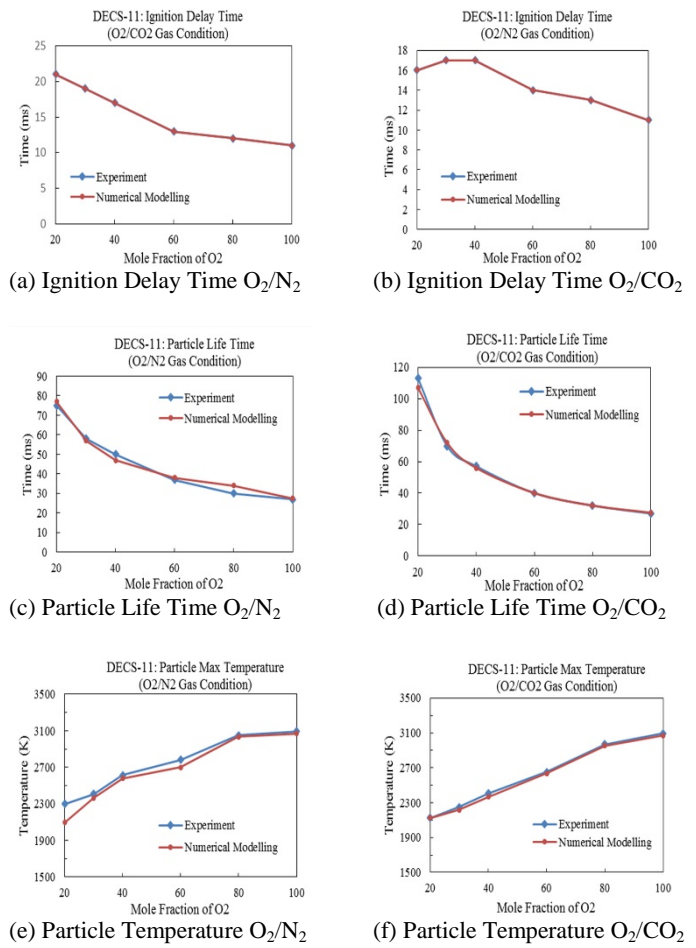 DECS-11: Ignition Delay Time
(O2/CO2 Gas Condition)
25
20
15
10
5
0
Time (ms)
Experiment
Numerical Modelling
20 40 60 80 100
Mole Fraction of O2
(a) Ignition Delay Time O₂/N₂
DECS-11: Ignition Delay Time
(O2/N2 Gas Condition)
18
16
14
12
10
8
6
4
2
0
Time (ms)
Experiment
Numerical Modelling
20 40 60 80 100
Mole Fraction of O2
(b) Ignition Delay Time O₂/CO₂
DECS-11: Particle Life Time
(O2/N2 Gas Condition)
90
80
70
60
50
40
30
20
10
0
Time (ms)
Experiment
Numerical Modelling
20 40 60 80 100
Mole Fraction of O2
(c) Particle Life Time O₂/N₂
DECS-11: Particle Life Time
(O2/CO2 Gas Condition)
120
100
80
60
40
20
0
Time (ms)
Experiment
Numerical Modelling
20 40 60 80 100
Mole Fraction of O2
(d) Particle Life Time O₂/CO₂
DECS-11: Particle Max Temperature
(O2/N2 Gas Condition)
3500
3100
2700
2300
1900
1500
Temperature (K)
Experiment
Numerical Modelling
20 40 60 80 100
Mole Fraction of O2
(e) Particle Temperature O₂/N₂
DECS-11: Particle Max Temperature
(O2/CO2 Gas Condition)
3500
3100
2700
2300
1900
1500
Temperature (K)
Experiment
Numerical Modelling
20 40 60 80 100
Mole Fraction of O2
(f) Particle Temperature O₂/CO₂